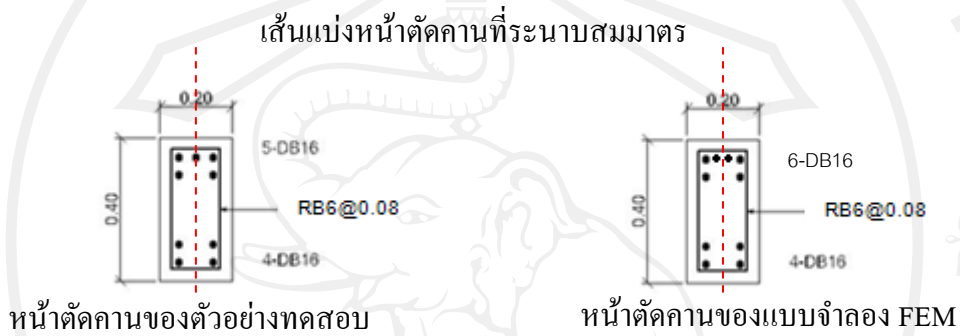 เส้นแบ่งหน้าตัดคานที่ระนาบสมมาตร
0.20
5-DB16
0.40
RB6@0.08
4-DB16
หน้าตัดคานของตัวอย่างทดสอบ
0.20
6-DB16
0.40
RB6@0.08
4-DB16
หน้าตัดคานของแบบจำลอง FEM